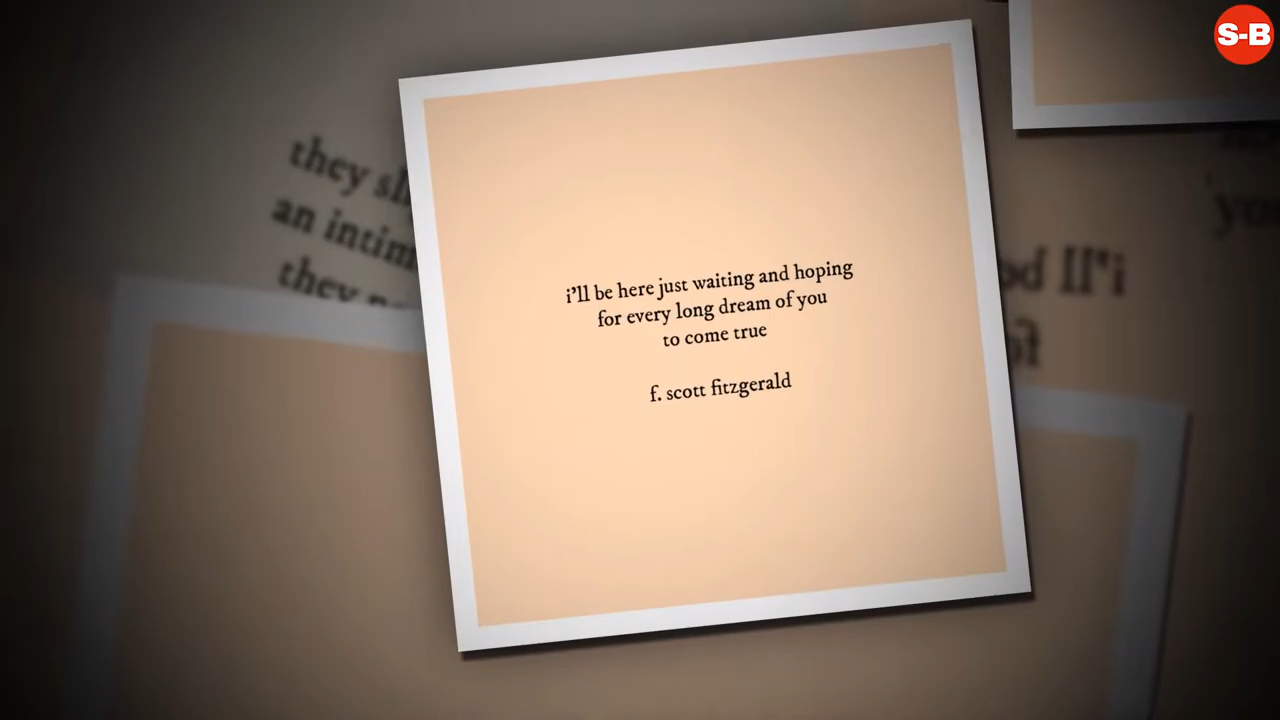 S-B
they
an intim
they
i'll be here just waiting and hoping
for every long dream of you
to come true
f. scott fitzgerald